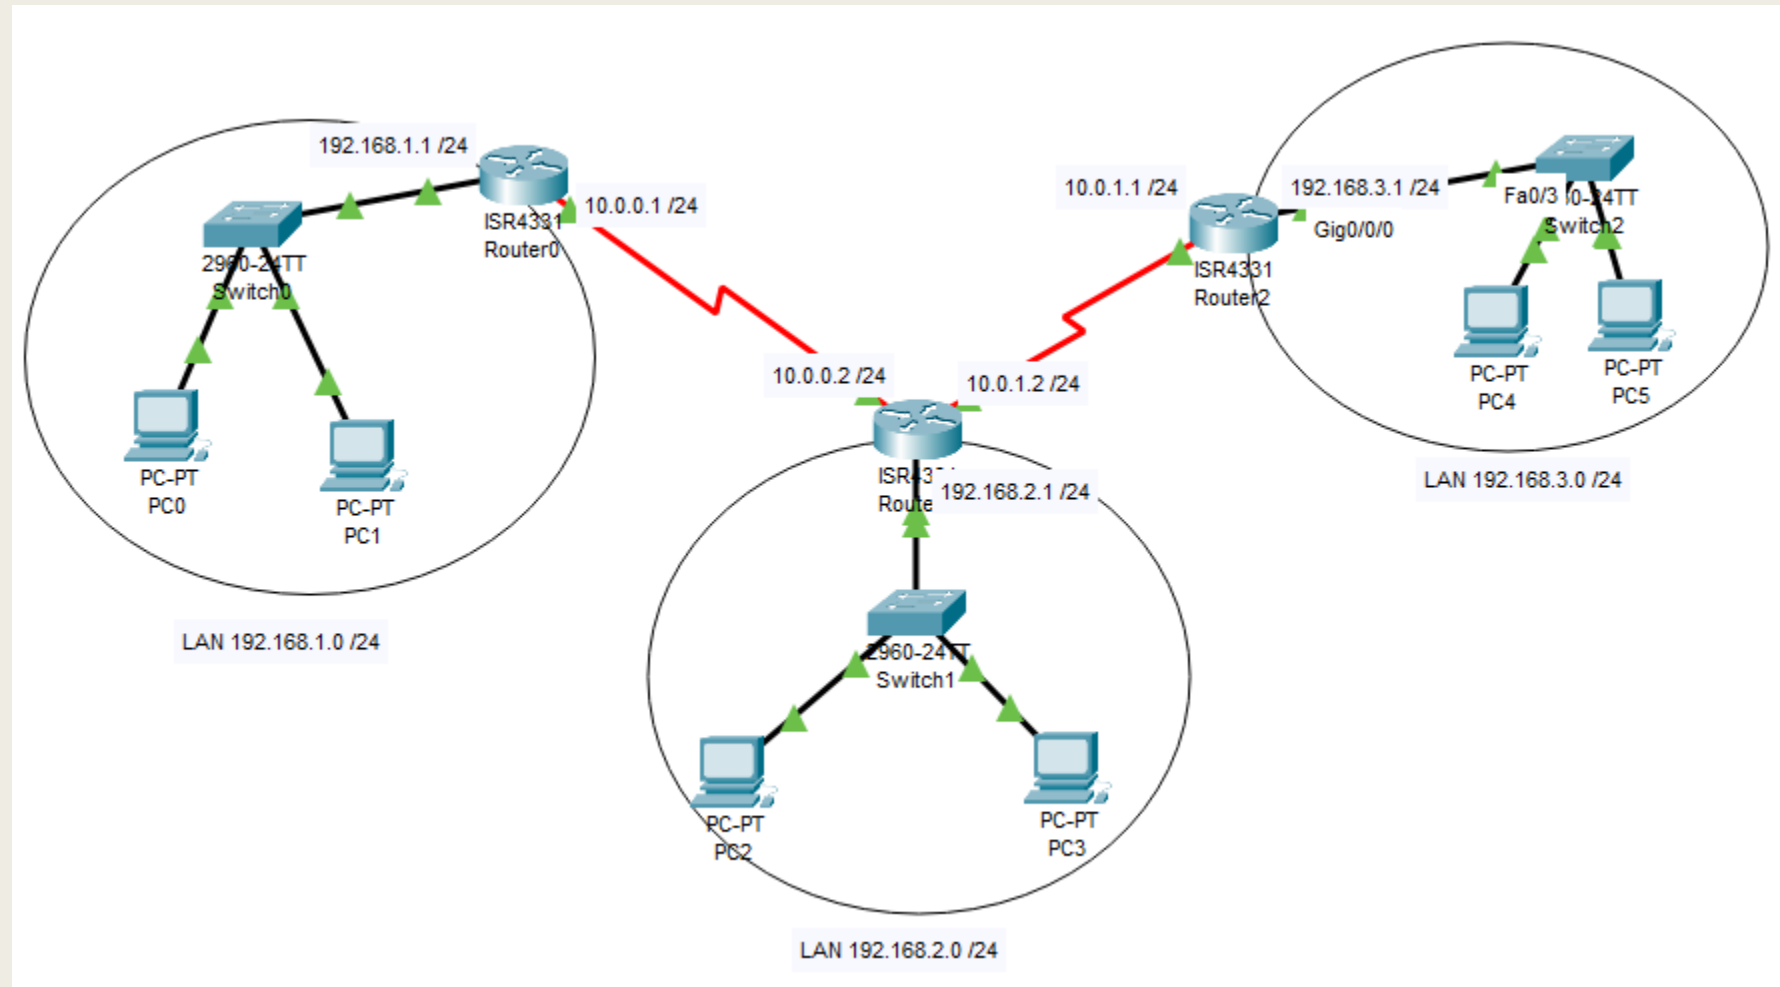 192.168.1.1 /24
ISR4331
Router0
10.0.0.1 /24
2960-24TT
Switch0
PC-PT
PC0
PC-PT
PC1
LAN 192.168.1.0 /24
10.0.1.1 /24
192.168.3.1 /24
Gig0/0/0
ISR4331
Router2
Fa0/3
0-24TT
Switch2
PC-PT
PC4
PC-PT
PC5
LAN 192.168.3.0 /24
10.0.0.2 /24
10.0.1.2 /24
192.168.2.1 /24
2960-24TT
Switch1
PC-PT
PC2
PC-PT
PC3
LAN 192.168.2.0 /24